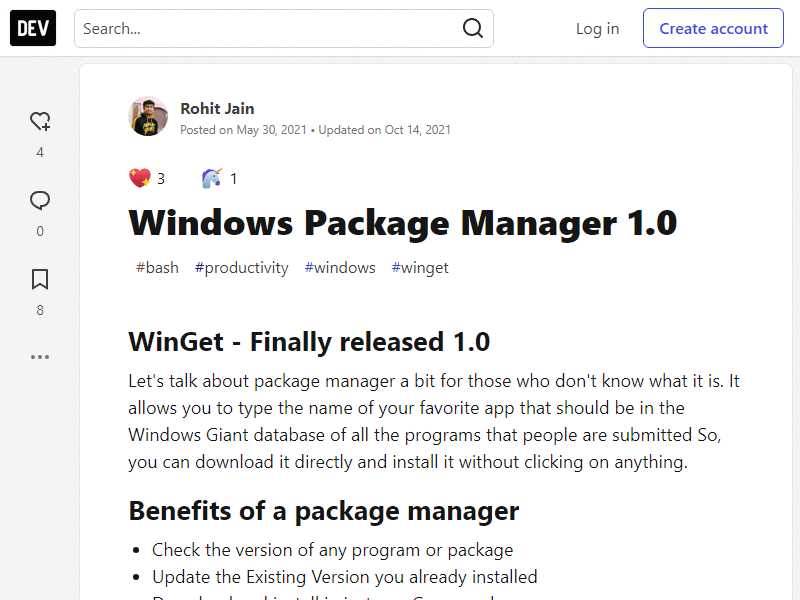 DEV
Search...
Log in
Create account
Rohit Jain
Posted on May 30, 2021 • Updated on Oct 14, 2021
4
3
1
Windows Package Manager 1.0
0
#bash #productivity #windows #winget
8
WinGet - Finally released 1.0
Let's talk about package manager a bit for those who don't know what it is. It
allows you to type the name of your favorite app that should be in the
Windows Giant database of all the programs that people are submitted So,
you can download it directly and install it without clicking on anything.
Benefits of a package manager
• Check the version of any program or package
• Update the Existing Version you already installed